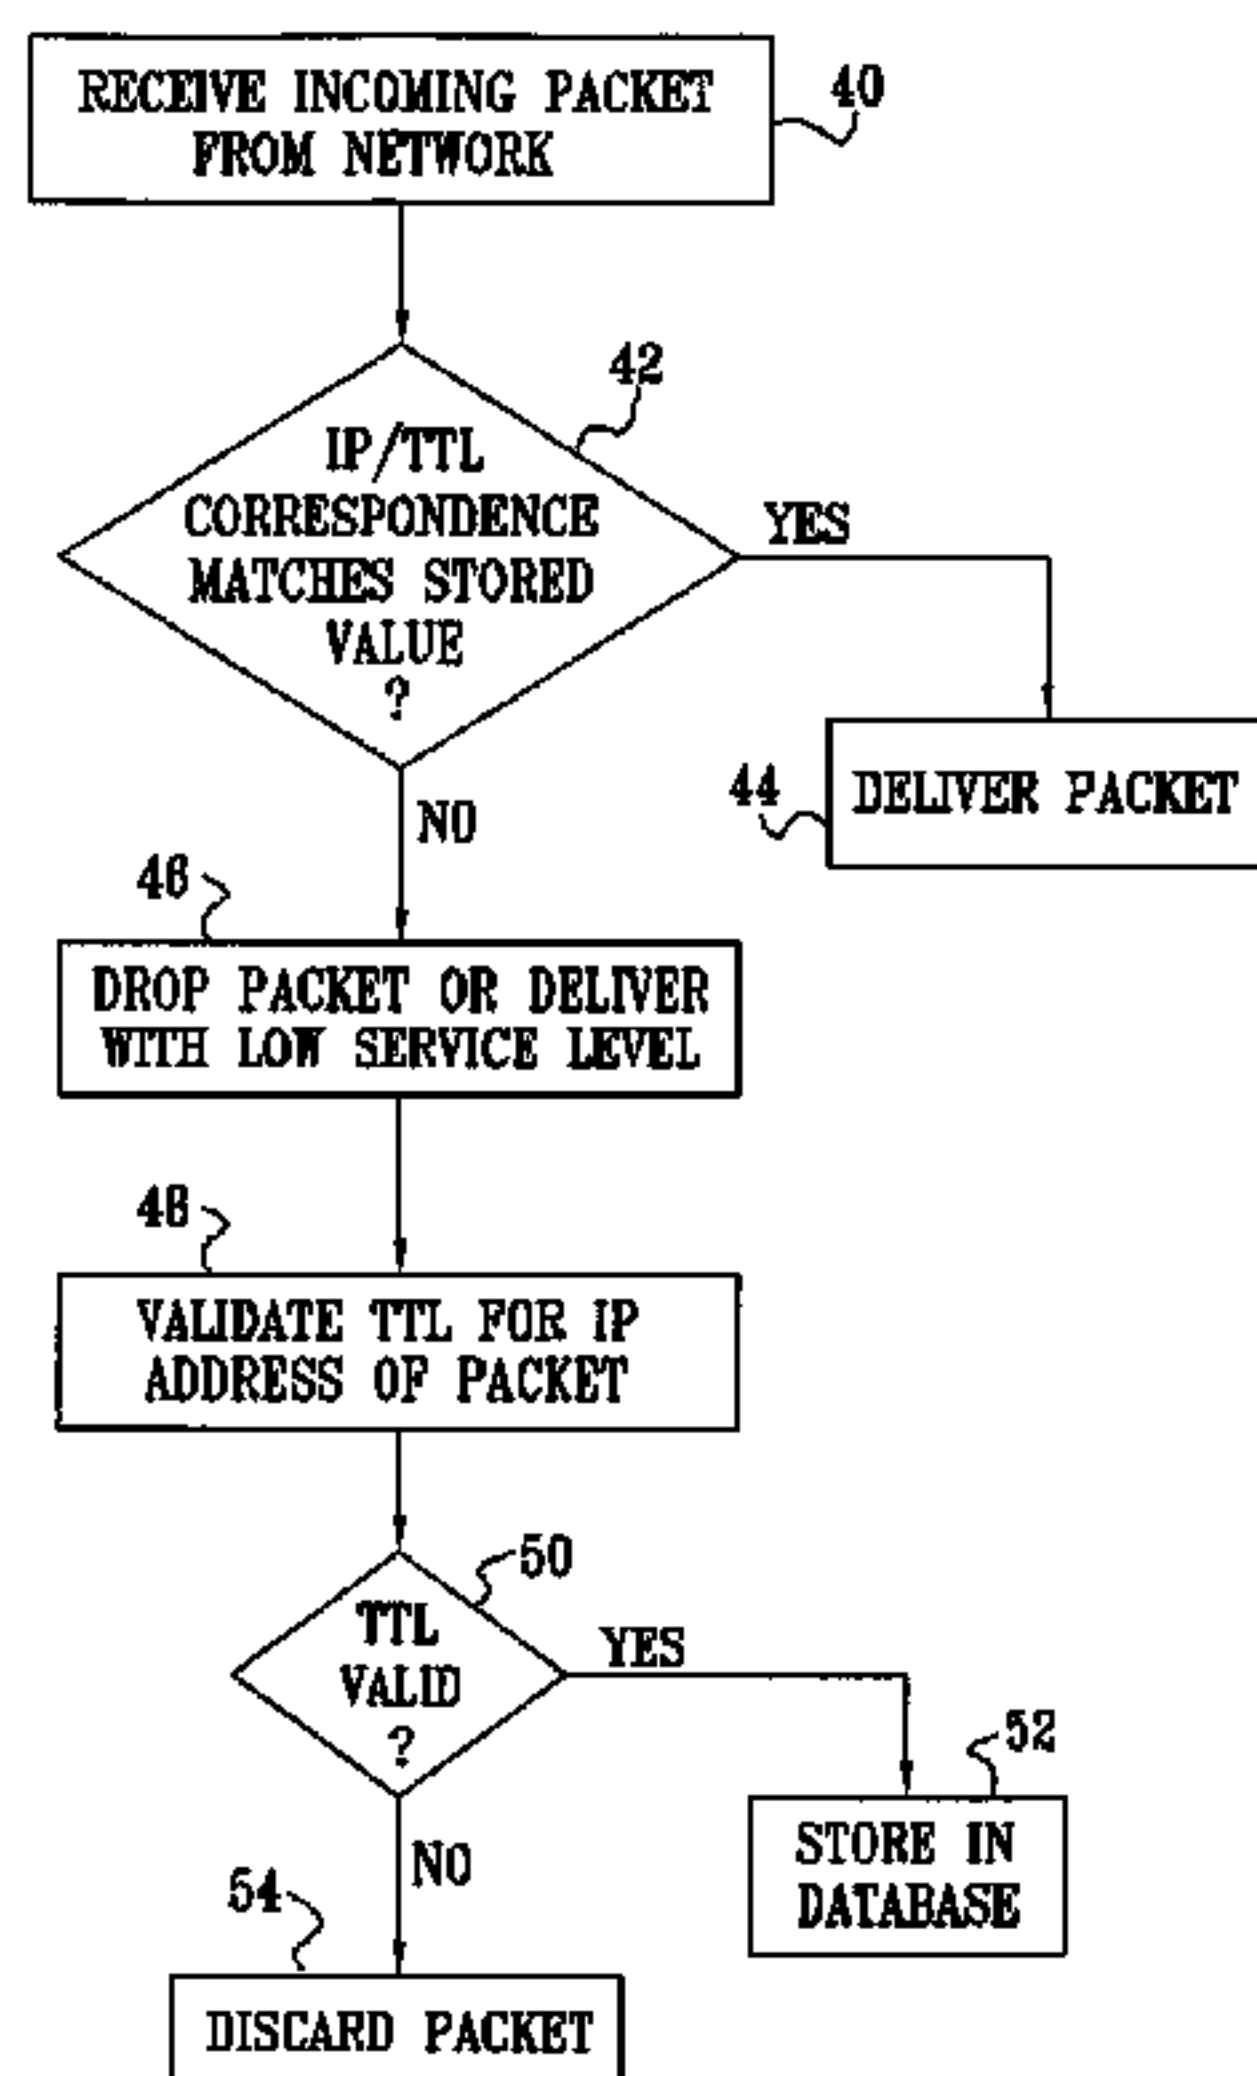 RECEIVE INCOMING PACKET
FROM NETWORK
40
42
IP/TTL
CORRESPONDENCE
MATCHES STORED
VALUE
?
YES
44
DELIVER PACKET
NO
46
DROP PACKET OR DELIVER
WITH LOW SERVICE LEVEL
48
VALIDATE TTL FOR IP
ADDRESS OF PACKET
50
TTL
VALID
?
YES
52
STORE IN
DATABASE
NO
54
DISCARD PACKET